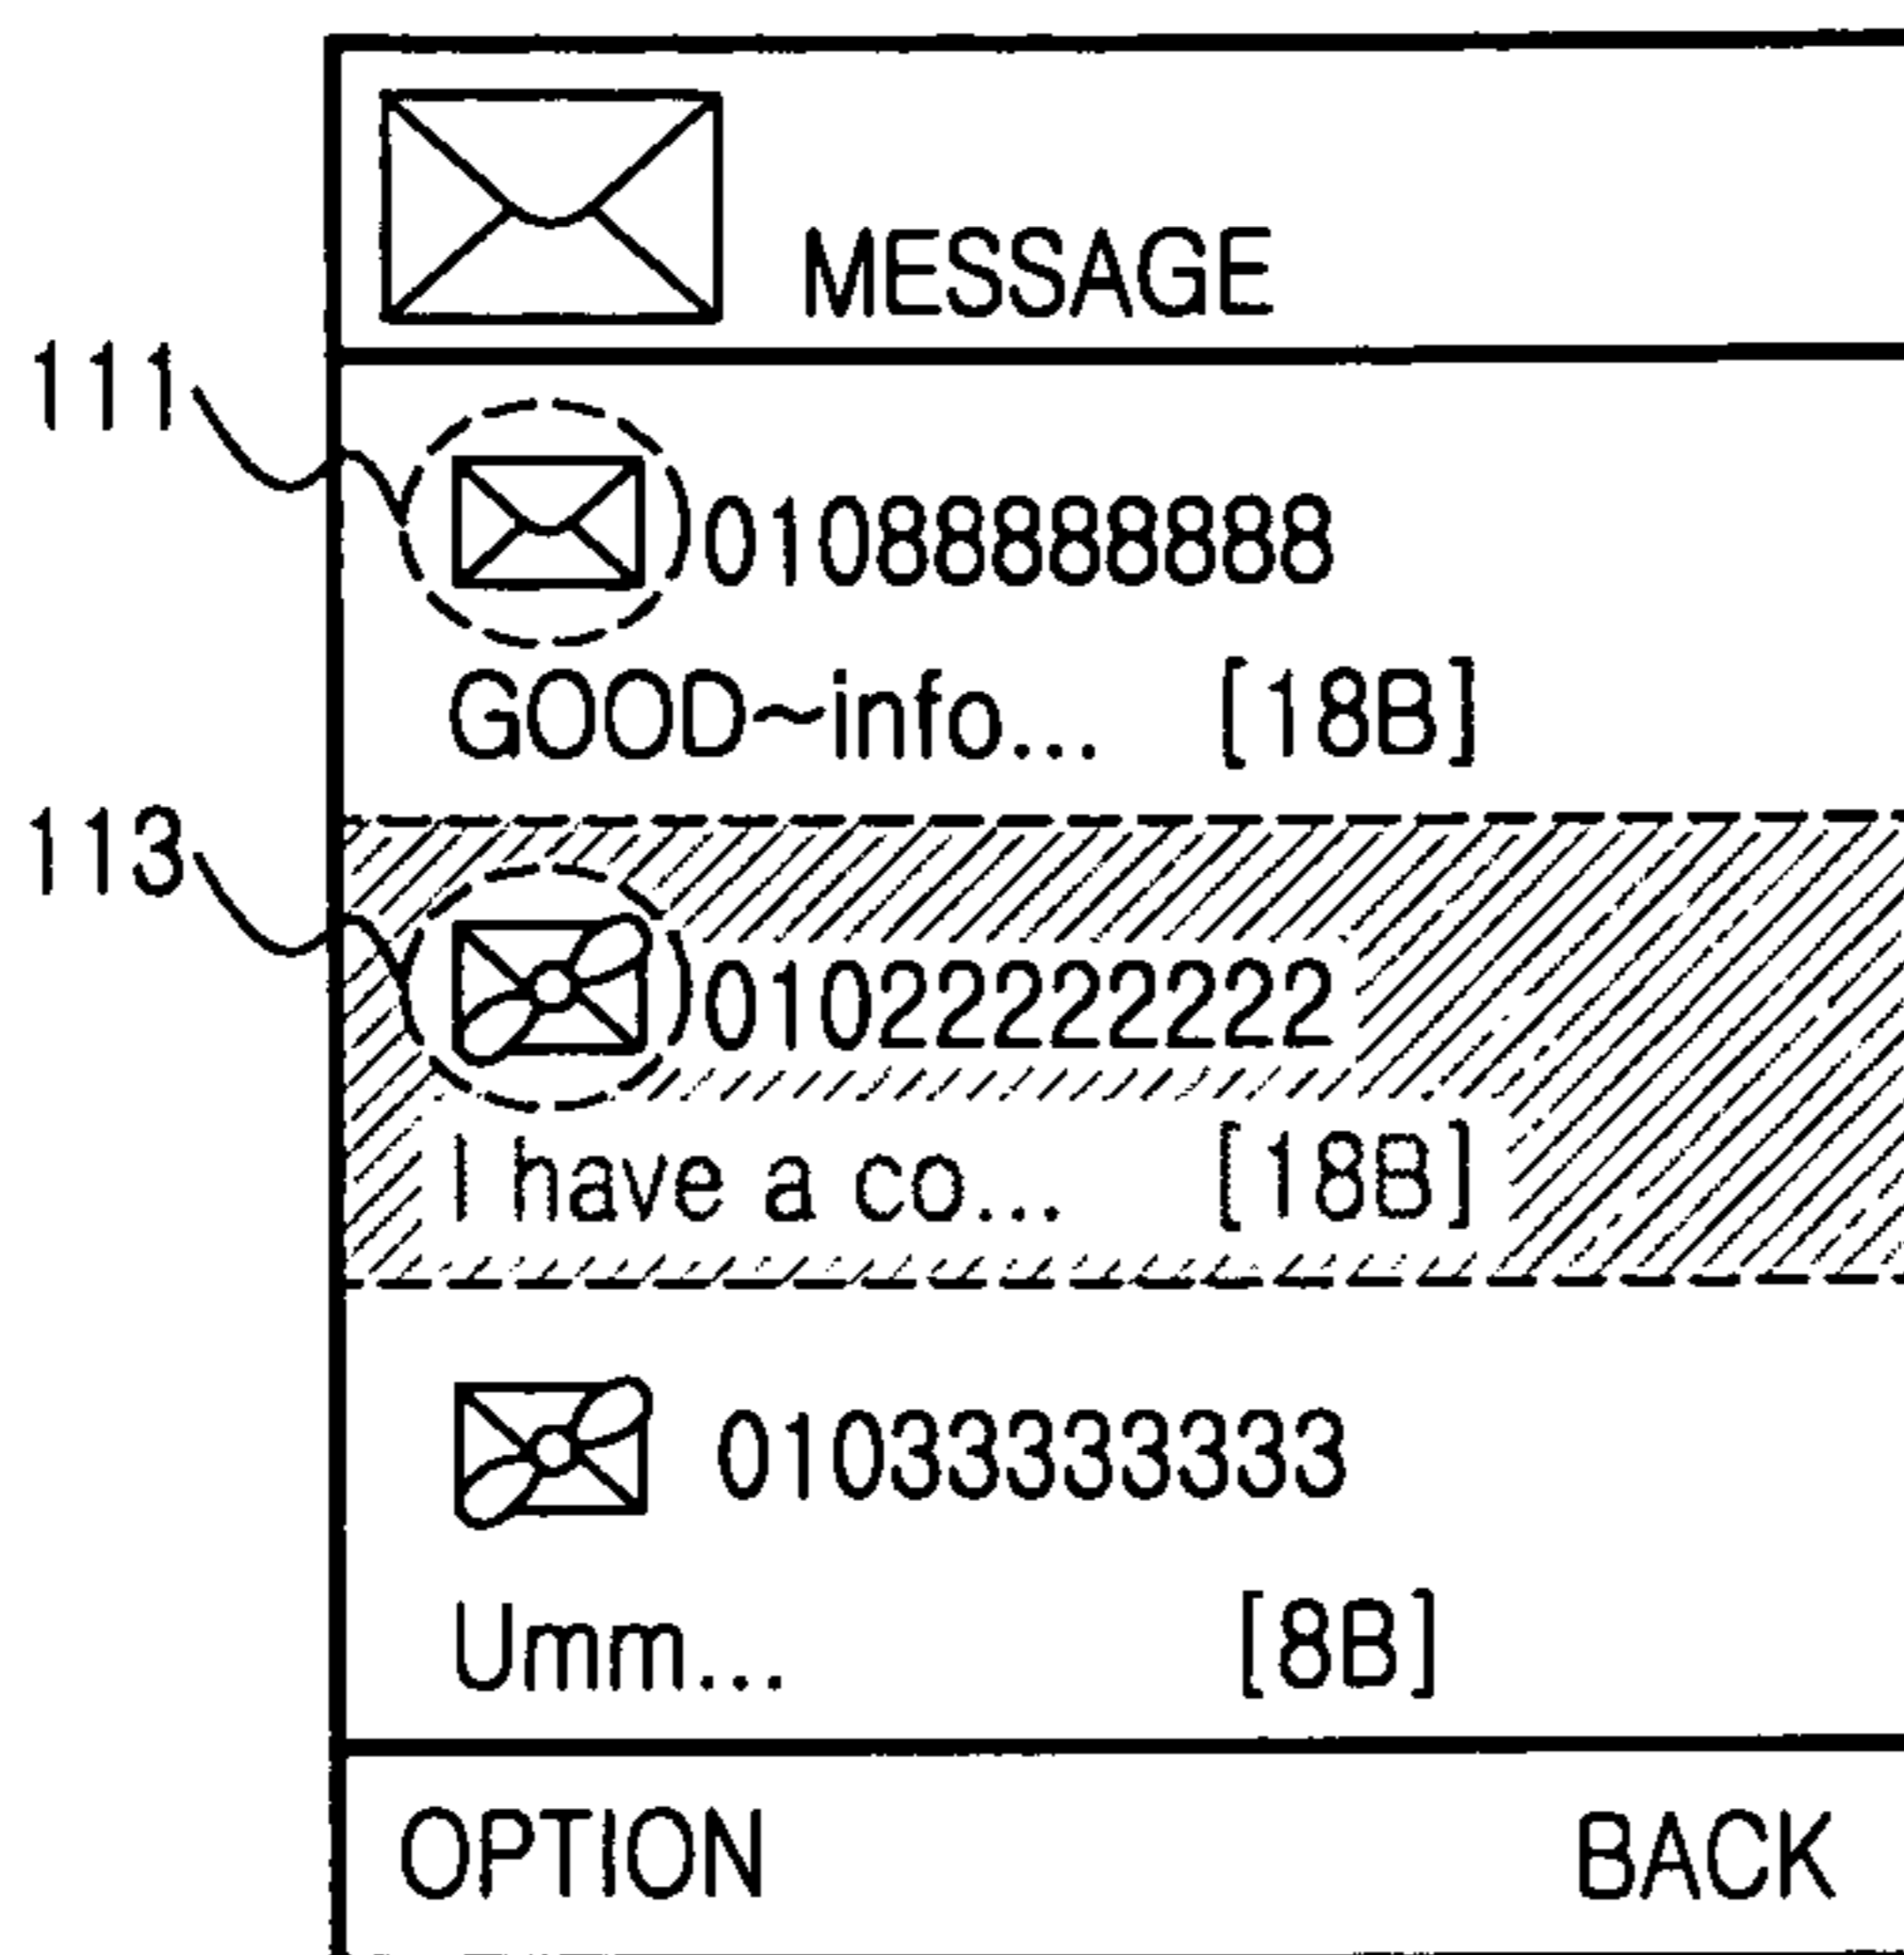 MESSAGE
111
01088888888
GOOD~info... [18B]
113
01022222222
I have a co... [18B]
01033333333
Umm... [8B]
OPTION BACK